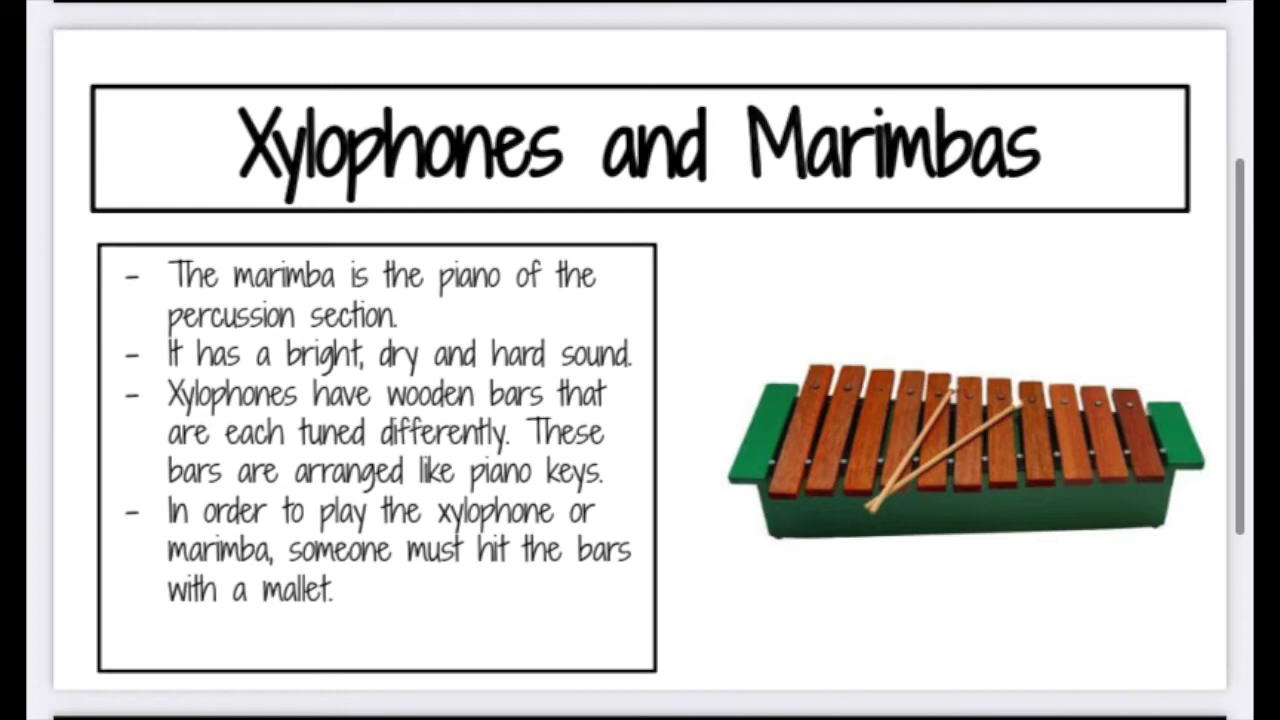 Xylophones and Marimbas
- The marimba is the piano of the
percussion section.
- It has a bright, dry and hard sound.
- Xylophones have wooden bars that
are each tuned differently. These
bars are arranged like piano keys.
- In order to play the xylophone or
marimba, someone must hit the bars
with a mallet.